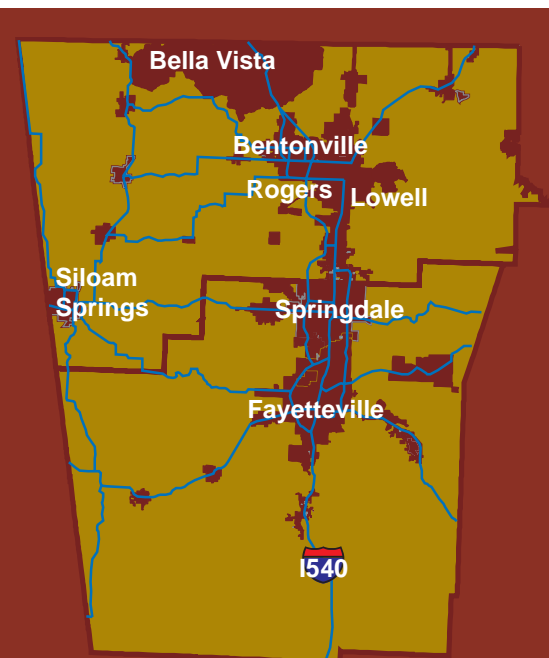 Bella Vista
Bentonville
Rogers
Lowell
Siloam
Springs
Springdale
Fayetteville
I540